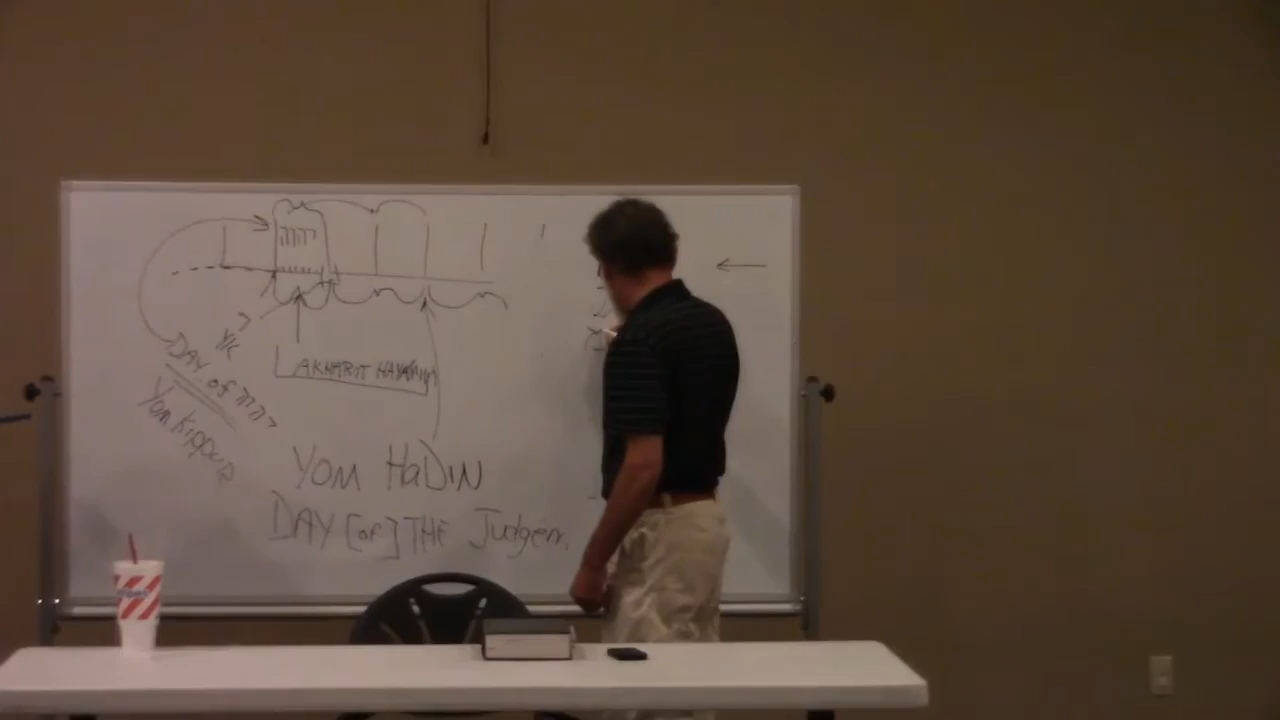 יהוה
YK
DAY of יהוה
Yom Kippur
AKHARIT HAYAMIM
YOM HaDIN
DAY [of] THE Judgem.